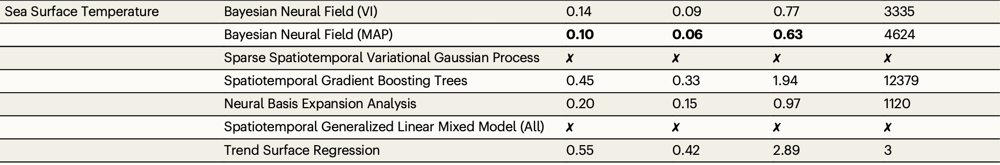 Sea Surface Temperature Bayesian Neural Field (VI) 0.14 0.09 0.77 3335
Bayesian Neural Field (MAP) 0.10 0.06 0.63 4624
Sparse Spatiotemporal Variational Gaussian Process ✗ ✗ ✗ ✗
Spatiotemporal Gradient Boosting Trees 0.45 0.33 1.94 12379
Neural Basis Expansion Analysis 0.20 0.15 0.97 1120
Spatiotemporal Generalized Linear Mixed Model (All) ✗ ✗ ✗ ✗
Trend Surface Regression 0.55 0.42 2.89 3